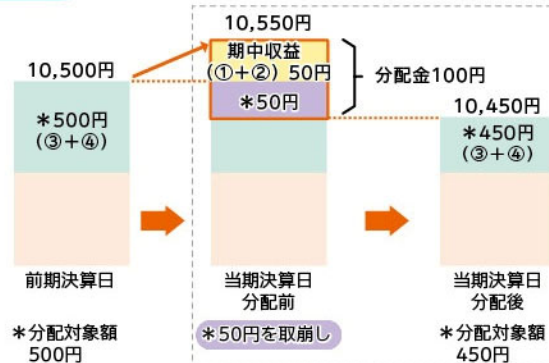 10,550円
期中収益
(①+②) 50円
*50円
分配金100円
10,500円
*500円
(③+④)
10,450円
*450円
(③+④)
前期決算日
当期決算日
分配前
当期決算日
分配後
*分配対象額
500円
*50円を取崩し
*分配対象額
450円